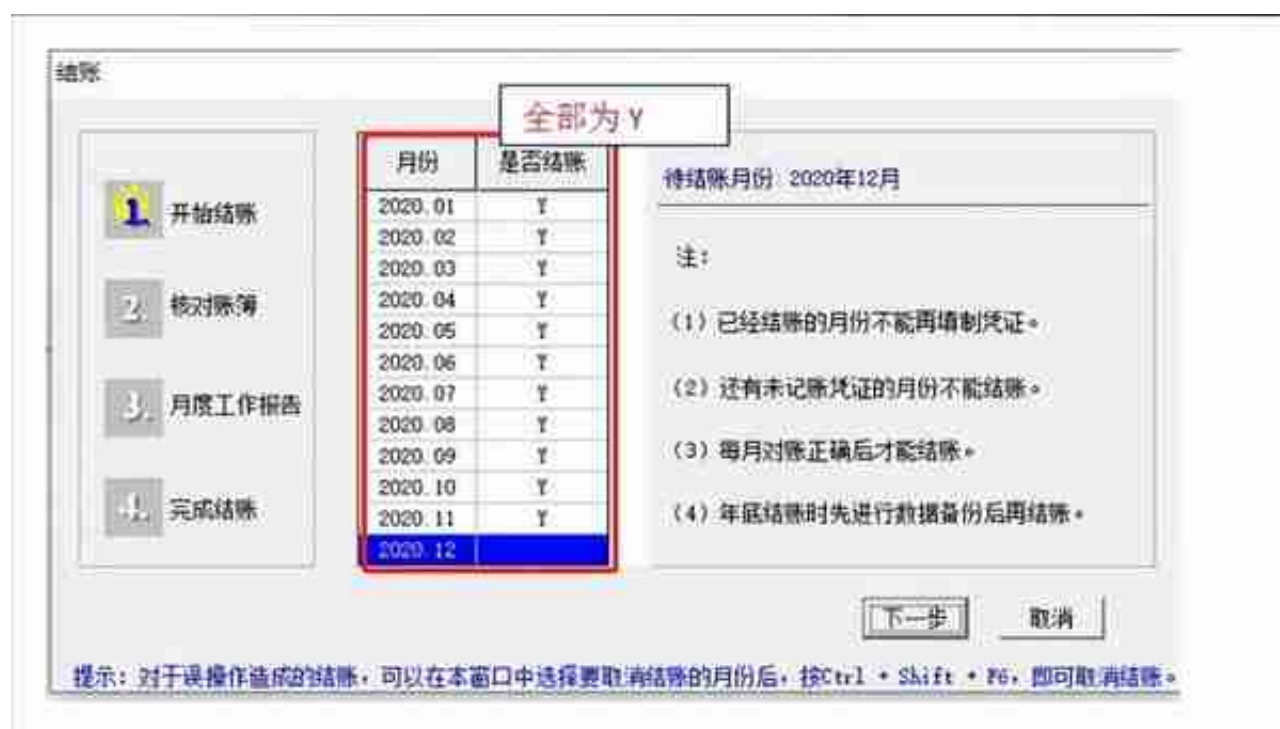 结账
全部为 Y
1. 开始结账
2. 核对账簿
3. 月度工作报告
4. 完成结账
月份 是否结账
2020.01 Y
2020.02 Y
2020.03 Y
2020.04 Y
2020.05 Y
2020.06 Y
2020.07 Y
2020.08 Y
2020.09 Y
2020.10 Y
2020.11 Y
2020.12
待结账月份: 2020年12月
注:
(1) 已经结账的月份不能再填制凭证。
(2) 还有未记账凭证的月份不能结账。
(3) 每月对账正确后才能结账。
(4) 年底结账时先进行数据备份后再结账。
下一步 取消
提示: 对于误操作造成的结账, 可以在本窗口中选择要取消结账的月份后, 按Ctrl + Shift + F6, 即可取消结账。